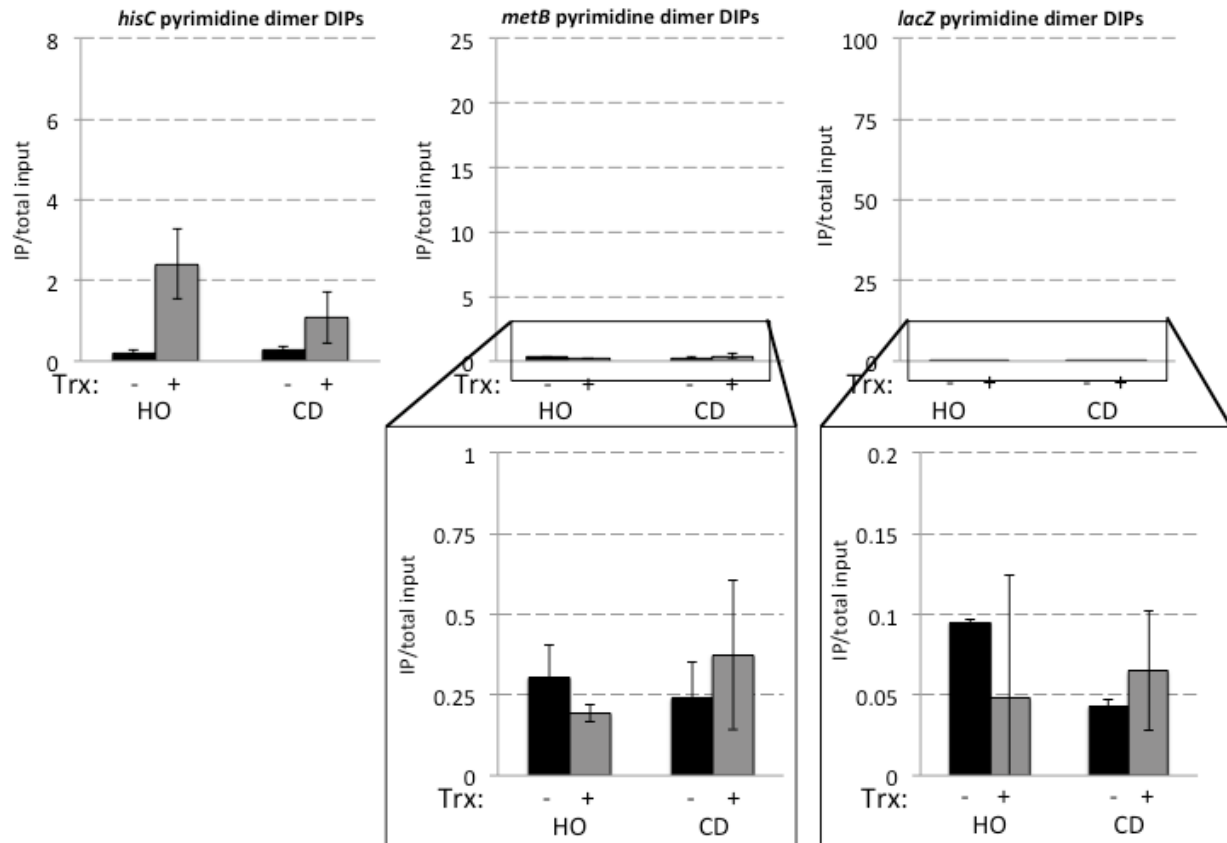 hisC pyrimidine dimer DIPs
8
6
4
2
0
IP/total input
Trx: - + - +
HO CD
metB pyrimidine dimer DIPs
25
20
15
10
5
0
IP/total input
Trx: - + - +
HO CD
lacZ pyrimidine dimer DIPs
100
75
50
25
0
IP/total input
Trx: - + - +
HO CD
1
0.75
0.5
0.25
0
IP/total input
Trx: - + - +
HO CD
0.2
0.15
0.1
0.05
0
IP/total input
Trx: - + - +
HO CD